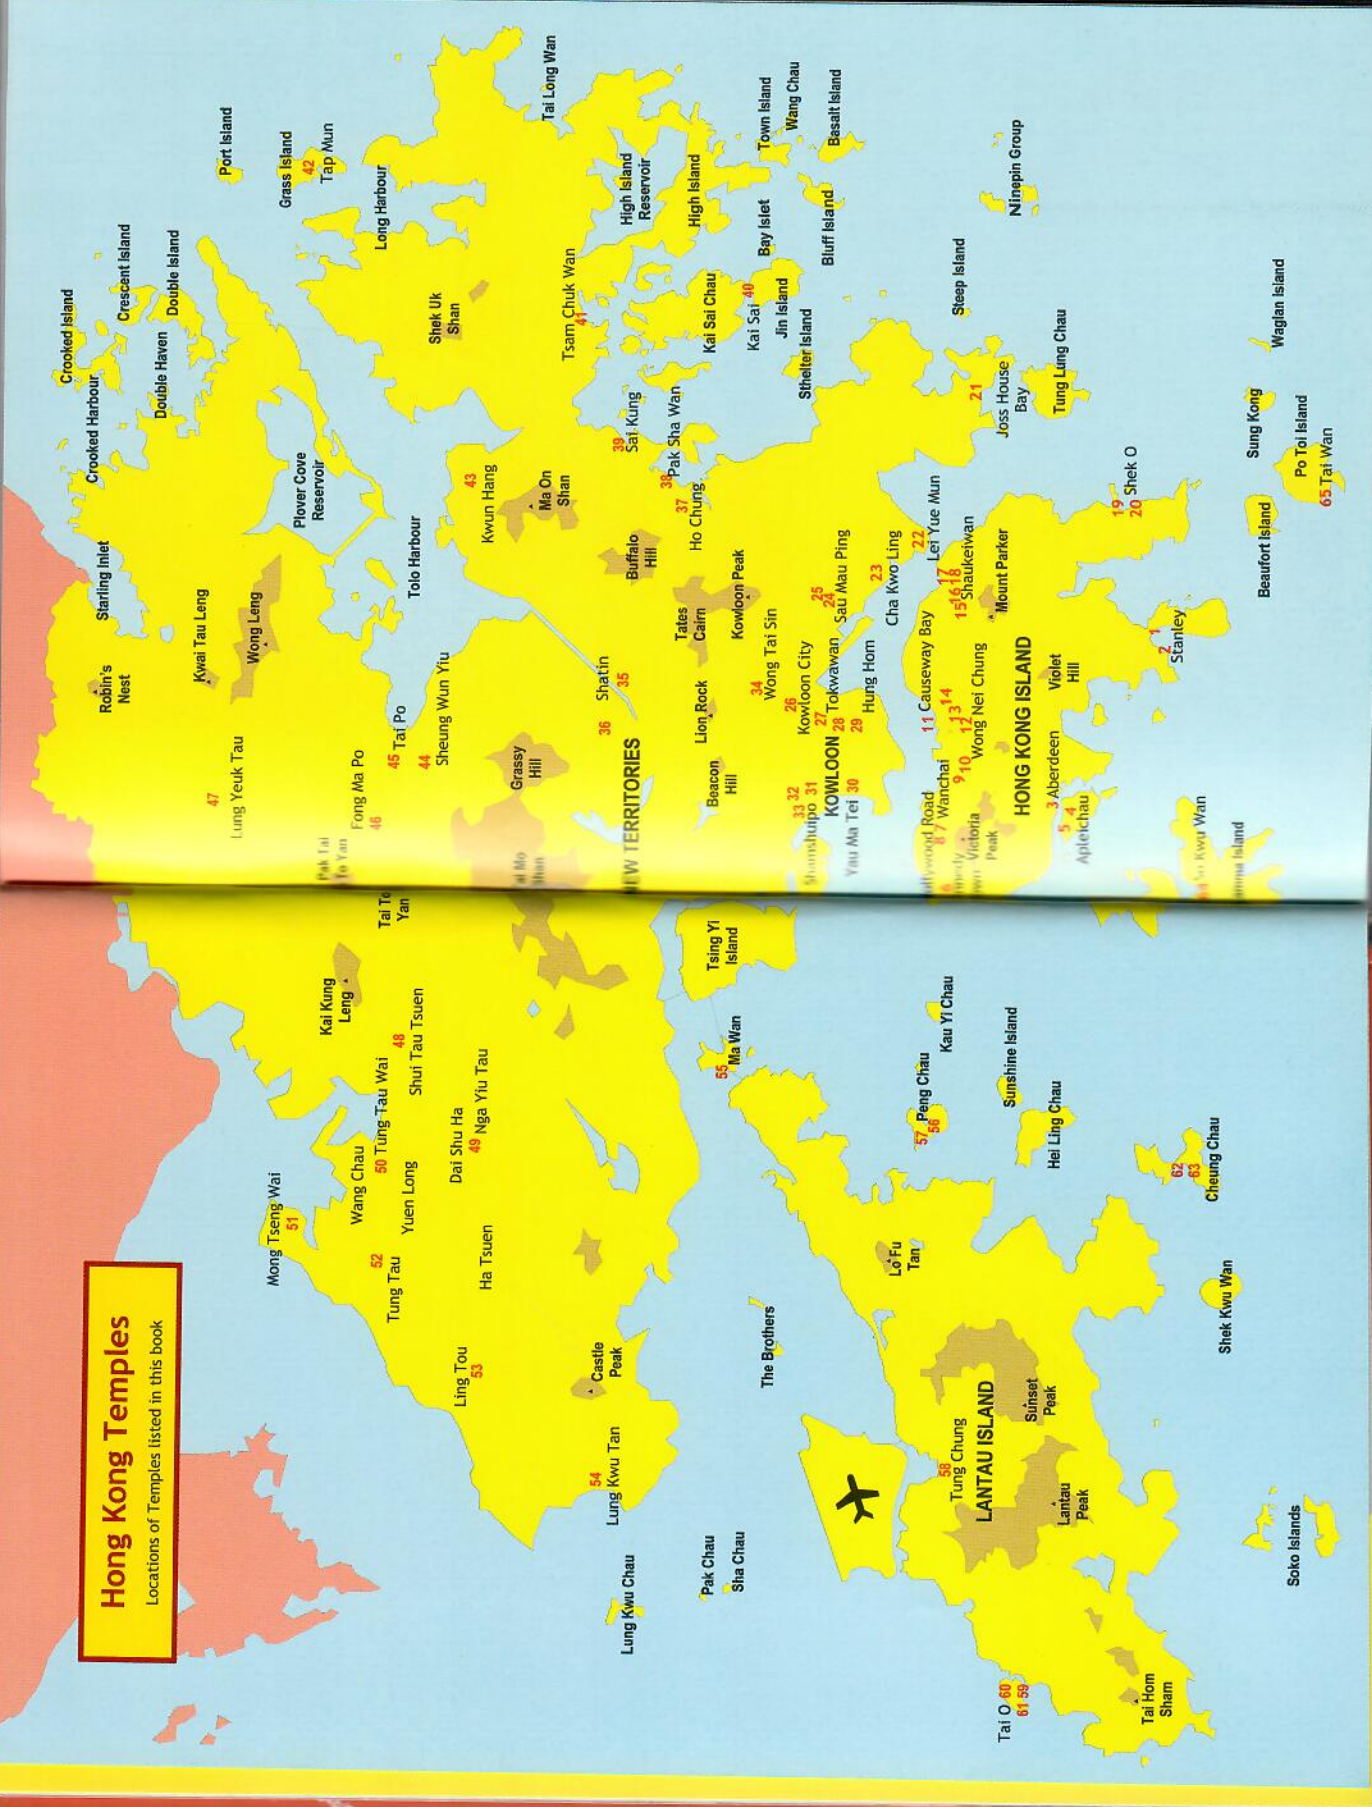 Hong Kong Temples
Locations of Temples listed in this book
Mong Tseng Wai
51
Kai Kung
Leng
Wang Chau
50 Tung Tau Wai
52
Tung Tau
Yuen Long
48
Shui Tau Tsuen
Tai To
Yan
Dai Shu Ha
49 Nga Yiu Tau
Ha Tsuen
Ling Tou
53
Castle
Peak
54
Lung Kwu Tan
Lung Kwu Chau
Pak Chau
Sha Chau
The Brothers
Tsing Yi
Island
55
Ma Wan
57
Peng Chau
56
Kau Yi Chau
Sunshine Island
Hei Ling Chau
Lo Fu
Tan
58
Tung Chung
LANTAU ISLAND
Sunset
Peak
Lantau
Peak
Tai O 60
61 59
Tai Hom
Sham
62
63
Cheung Chau
Shek Kwu Wan
Soko Islands
Crooked Island
Crooked Harbour
Crescent Island
Double Island
Double Haven
Starling Inlet
Robin's
Nest
Kwai Tau Leng
Wong Leng
Port Island
Grass Island
42
Tap Mun
Plover Cove
Reservoir
Long Harbour
47
Lung Yeuk Tau
Pak Tai
To Yan
Fong Ma Po
46
45 Tai Po
44
Sheung Wun Yiu
Tolo Harbour
Shek Uk
Shan
43
Kwun Hang
Ma On
Shan
Tai Long Wan
Grassy
Hill
Tsam Chuk Wan
41
36
Shatin
35
NEW TERRITORIES
Buffalo
Hill
39
Sai Kung
38 Pak Sha Wan
37
Ho Chung
High Island
Reservoir
High Island
Kai Sai Chau
Kai Sai 40
Jin Island
Bay Islet
Town Island
Wang Chau
Basalt Island
Bluff Island
Sthelter Island
Tates
Cairn
Kowloon Peak
Lion Rock
Beacon
Hill
34
Wong Tai Sin
26
Kowloon City
25
24
Sau Mau Ping
33 32
Shamshuipo 31
27
Tokwawan
28
KOWLOON
29
Hung Hom
Yau Ma Tei 30
23
Cha Kwo Ling
22
Lei Yue Mun
21
Joss House
Bay
Steep Island
Ninepin Group
Tung Lung Chau
11 Causeway Bay
17
15 16 18
Shaukeiwan
Mount Parker
8 7 Wanchai
9 10
12
13
14
Wong Nei Chung
6
Victoria
Peak
HONG KONG ISLAND
Violet
Hill
3 Aberdeen
5
4
Apleichau
2 1
Stanley
19
20 Shek O
So Kwu Wan
Island
Beaufort Island
Sung Kong
Waglan Island
Po Toi Island
65 Tai Wan